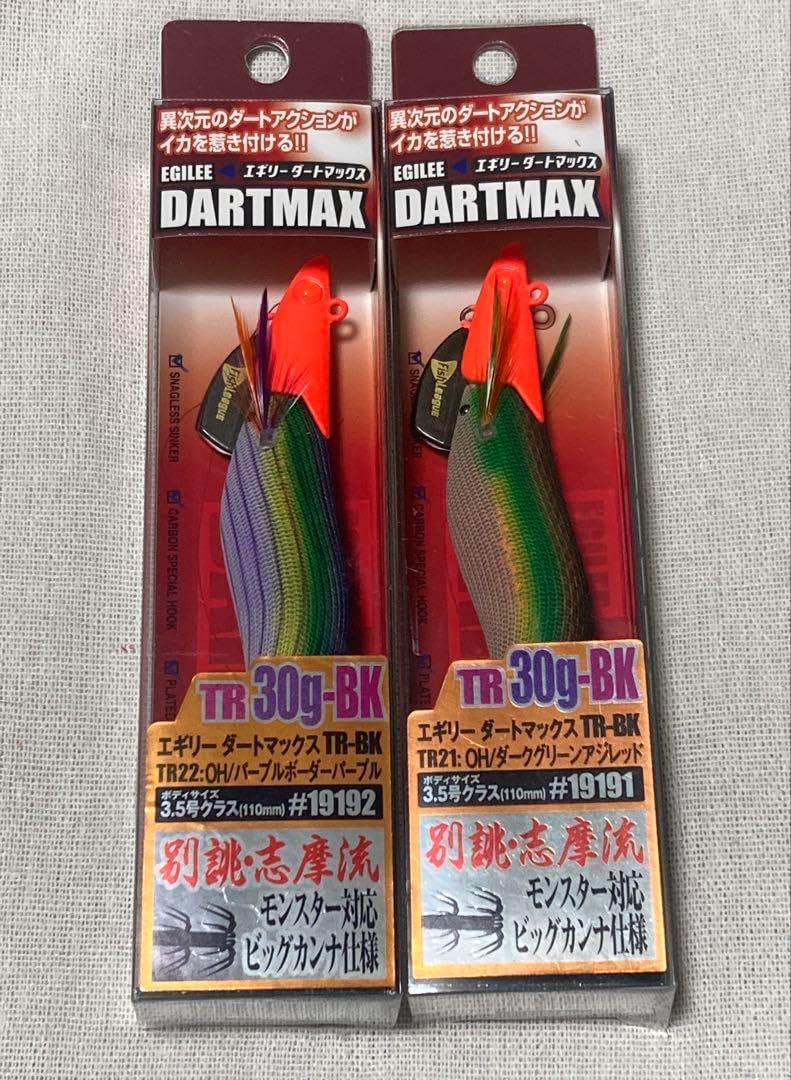 異次元のダートアクションが
イカを惹き付ける!!
EGILEE エギリー ダートマックス
DARTMAX
FishLeague
SNAGLESS SINKER
CARBON SPECIAL HOOK
TR 30g-BK
エギリー ダートマックス TR-BK
TR22:OH/パープルボーダーパープル
ボディサイズ
3.5号クラス(110mm) #19192
別誂・志摩流
モンスター対応
ビッグカンナ仕様
異次元のダートアクションが
イカを惹き付ける!!
EGILEE エギリー ダートマックス
DARTMAX
FishLeague
SNAGLESS SINKER
CARBON SPECIAL HOOK
TR 30g-BK
エギリー ダートマックス TR-BK
TR21:OH/ダークグリーンアジレッド
ボディサイズ
3.5号クラス(110mm) #19191
別誂・志摩流
モンスター対応
ビッグカンナ仕様